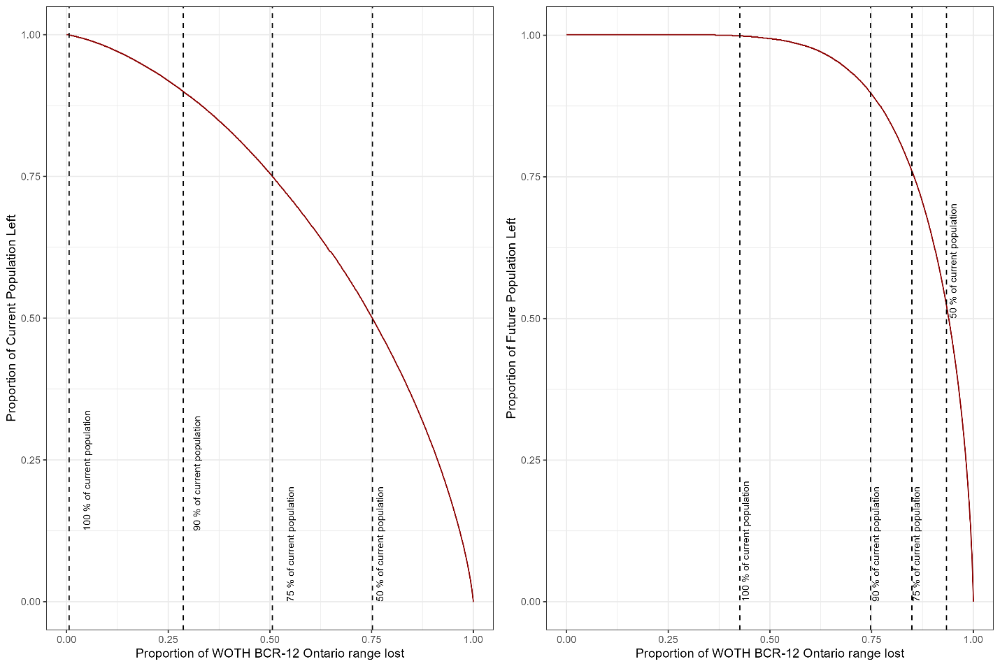 Proportion of Current Population Left
1.00
0.75
0.50
0.25
0.00
100 % of current population
90 % of current population
75 % of current population
50 % of current population
0.00 0.25 0.50 0.75 1.00
Proportion of WOTH BCR-12 Ontario range lost
Proportion of Future Population Left
1.00
0.75
0.50
0.25
0.00
100 % of current population
90 % of current population
75 % of current population
50 % of current population
0.00 0.25 0.50 0.75 1.00
Proportion of WOTH BCR-12 Ontario range lost